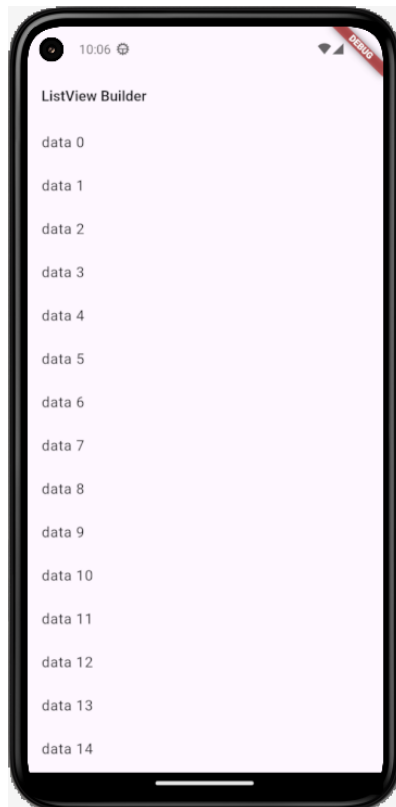 10:06
DEBUG
ListView Builder
data 0
data 1
data 2
data 3
data 4
data 5
data 6
data 7
data 8
data 9
data 10
data 11
data 12
data 13
data 14